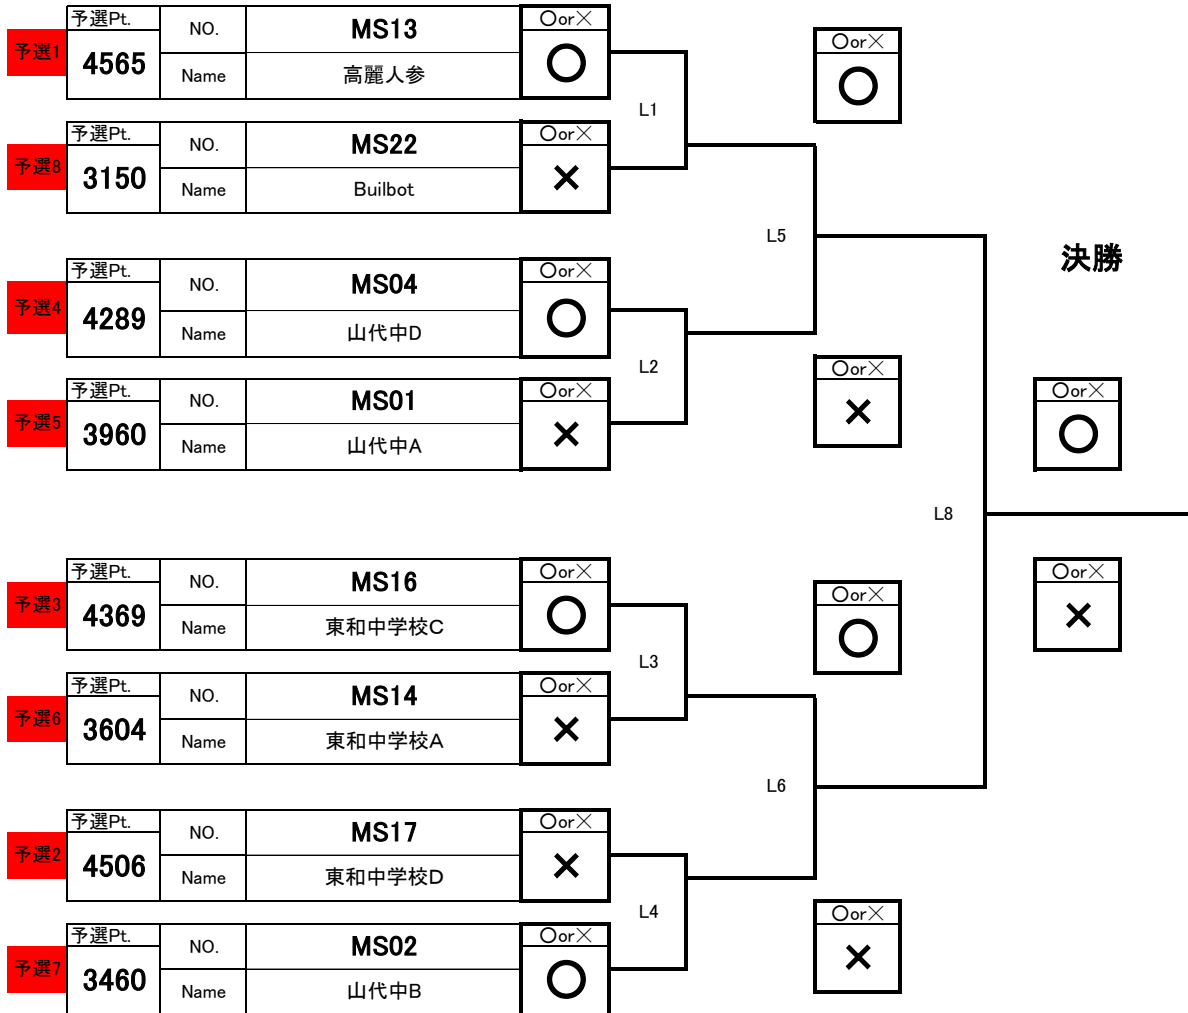 予選1
予選Pt.
4565
NO.
MS13
Name
高麗人参
〇or×
〇
予選8
予選Pt.
3150
NO.
MS22
Name
Builbot
〇or×
×
L1
〇or×
〇
予選4
予選Pt.
4289
NO.
MS04
Name
山代中D
〇or×
〇
予選5
予選Pt.
3960
NO.
MS01
Name
山代中A
〇or×
×
L2
〇or×
×
L5
決勝
〇or×
〇
L8
予選3
予選Pt.
4369
NO.
MS16
Name
東和中学校C
〇or×
〇
予選6
予選Pt.
3604
NO.
MS14
Name
東和中学校A
〇or×
×
L3
〇or×
〇
〇or×
×
L6
予選2
予選Pt.
4506
NO.
MS17
Name
東和中学校D
〇or×
×
予選7
予選Pt.
3460
NO.
MS02
Name
山代中B
〇or×
〇
L4
〇or×
×